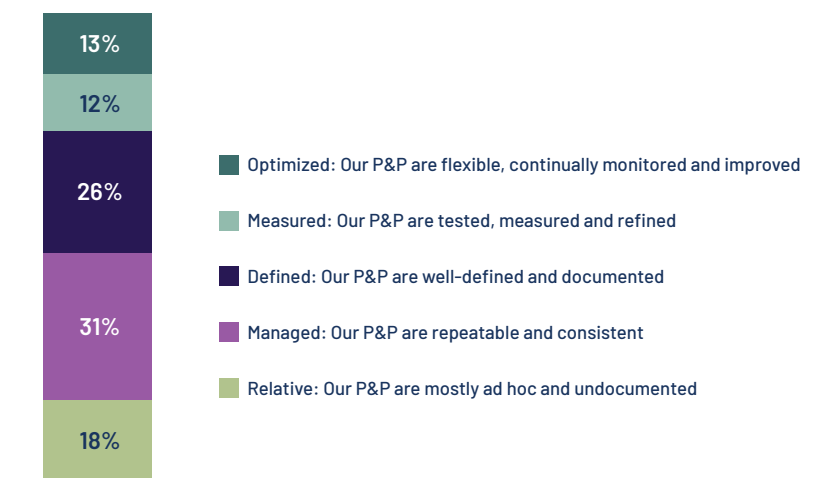 13%
12%
26%
31%
18%
Optimized: Our P&P are flexible, continually monitored and improved
Measured: Our P&P are tested, measured and refined
Defined: Our P&P are well-defined and documented
Managed: Our P&P are repeatable and consistent
Relative: Our P&P are mostly ad hoc and undocumented